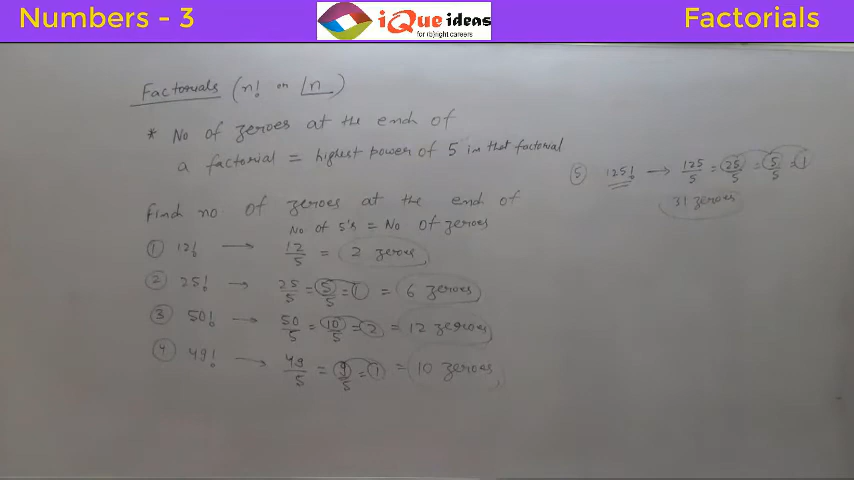 Numbers - 3
iQue ideas
for (b)right careers
Factorials
Factorials (n! or |n)
* No of zeroes at the end of
a factorial = highest power of 5 in that factorial
Find no of zeroes at the end of
No of 5's = No of zeroes
① 12! → 12/5 = 2 zeroes
② 25! → 25/5 = 5/5 = 1 = 6 zeroes
③ 50! → 50/5 = 10/5 = 2 = 12 zeroes
④ 49! → 49/5 = 9/5 = 1 = 10 zeroes
⑤ 125! → 125/5 = 25/5 = 5/5 = 1
31 zeroes